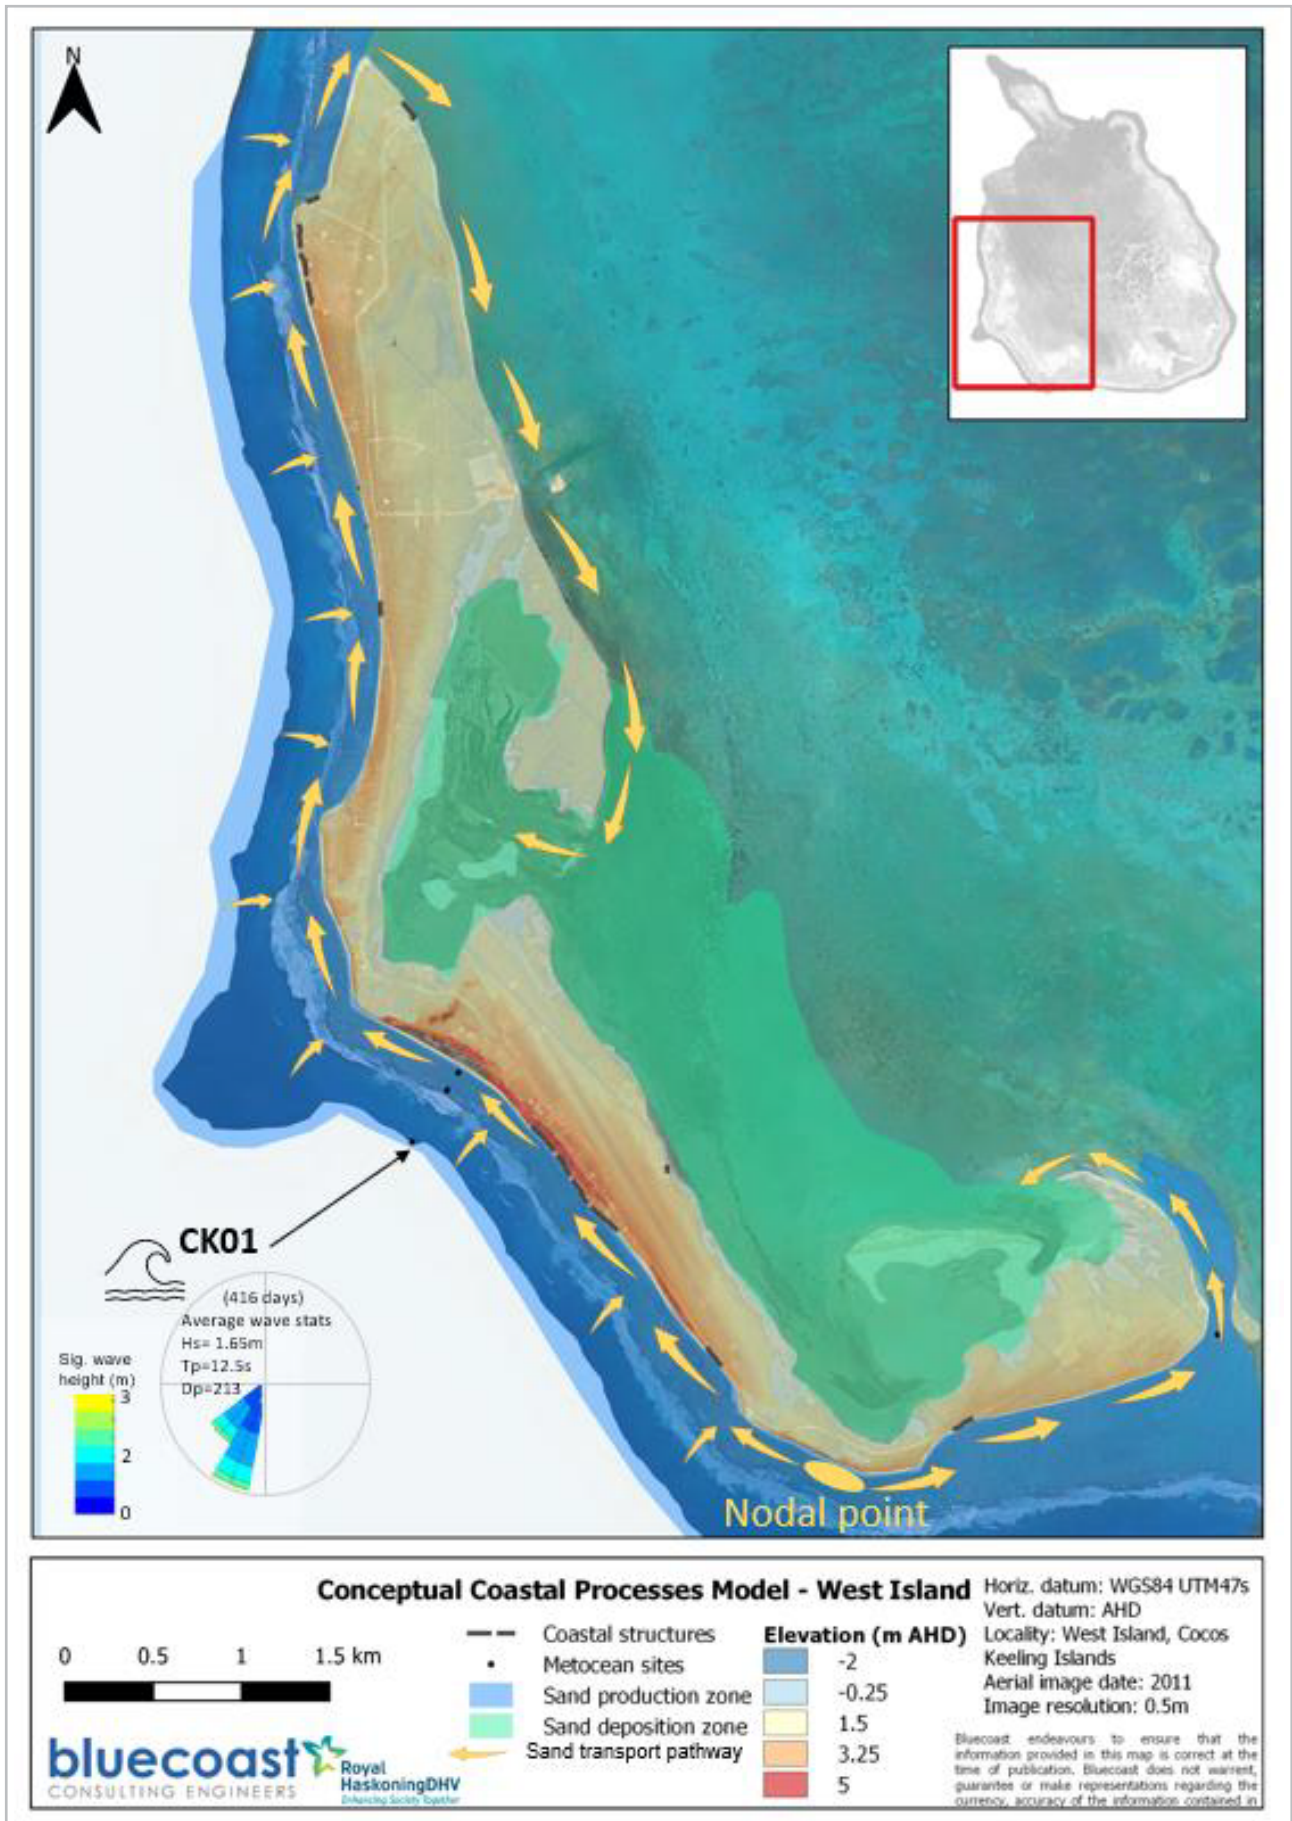 N
CK01
(416 days)
Average wave stats
Hs= 1.65m
Tp=12.5s
Dp=213
Sig. wave
height (m)
3
2
0
Nodal point
Conceptual Coastal Processes Model - West Island
0 0.5 1 1.5 km
Coastal structures
Metocean sites
Sand production zone
Sand deposition zone
Sand transport pathway
Elevation (m AHD)
-2
-0.25
1.5
3.25
5
Horiz. datum: WGS84 UTM47s
Vert. datum: AHD
Locality: West Island, Cocos
Keeling Islands
Aerial image date: 2011
Image resolution: 0.5m
Bluecoast endeavours to ensure that the
information provided in this map is correct at the
time of publication. Bluecoast does not warrant,
guarantee or make representations regarding the
currency, accuracy of the information contained in
bluecoast
CONSULTING ENGINEERS
Royal
HaskoningDHV
Enhancing Society Together